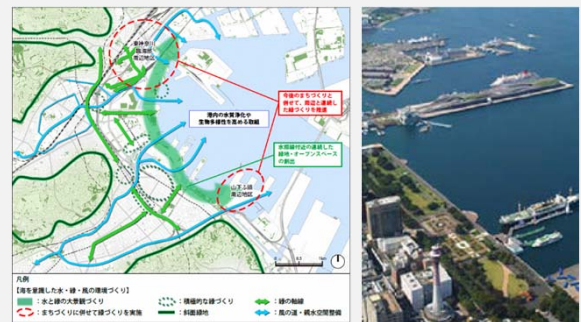 東神奈川
臨海部
周辺地区
今後のまちづくりと
併せて、周辺と連続し
た緑づくりを推進
港内の水質浄化や
生物多様性を高める取組
水際線付近の連続した
緑地・オープンスペース
の創出
山下ふ頭
周辺地区
凡例
【海を意識した水・緑・風の環境づくり】
：水と緑の大景観づくり
：積極的な緑づくり
：緑の軸線
：まちづくりに併せて緑づくりを実施
：斜面緑地
：風の道・親水空間整備